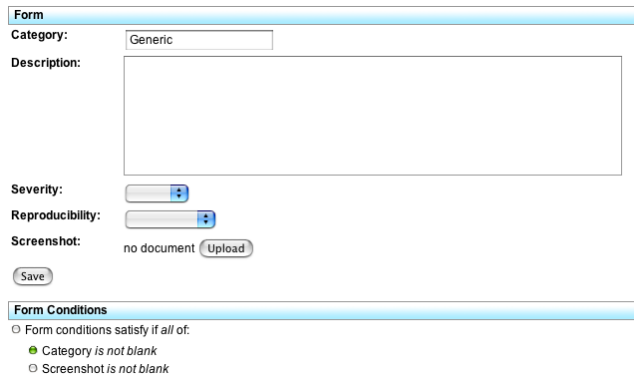 Form
Category:
Generic
Description:
Severity:
Reproducibility:
Screenshot:
no document Upload
Save
Form Conditions
Form conditions satisfy if all of:
Category is not blank
Screenshot is not blank